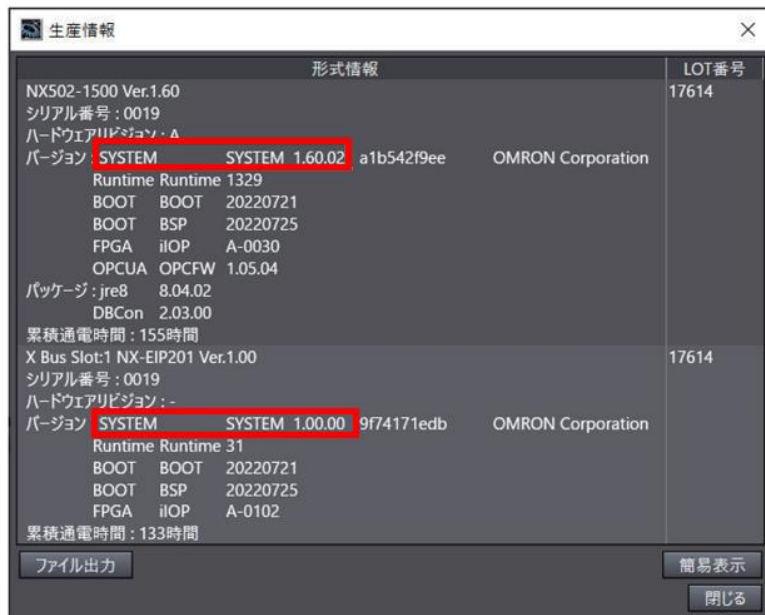 生産情報
形式情報 LOT番号
NX502-1500 Ver.1.60 17614
シリアル番号 : 0019
ハードウェアリビジョン : A
バージョン : SYSTEM SYSTEM 1.60.02 a1b542f9ee OMRON Corporation
Runtime Runtime 1329
BOOT BOOT 20220721
BOOT BSP 20220725
FPGA ilOP A-0030
OPCUA OPCFW 1.05.04
パッケージ : jre8 8.04.02
DBCon 2.03.00
累積通電時間 : 155時間
X Bus Slot:1 NX-EIP201 Ver.1.00 17614
シリアル番号 : 0019
ハードウェアリビジョン : -
バージョン SYSTEM SYSTEM 1.00.00 9f74171edb OMRON Corporation
Runtime Runtime 31
BOOT BOOT 20220721
BOOT BSP 20220725
FPGA ilOP A-0102
累積通電時間 : 133時間
ファイル出力 簡易表示
閉じる